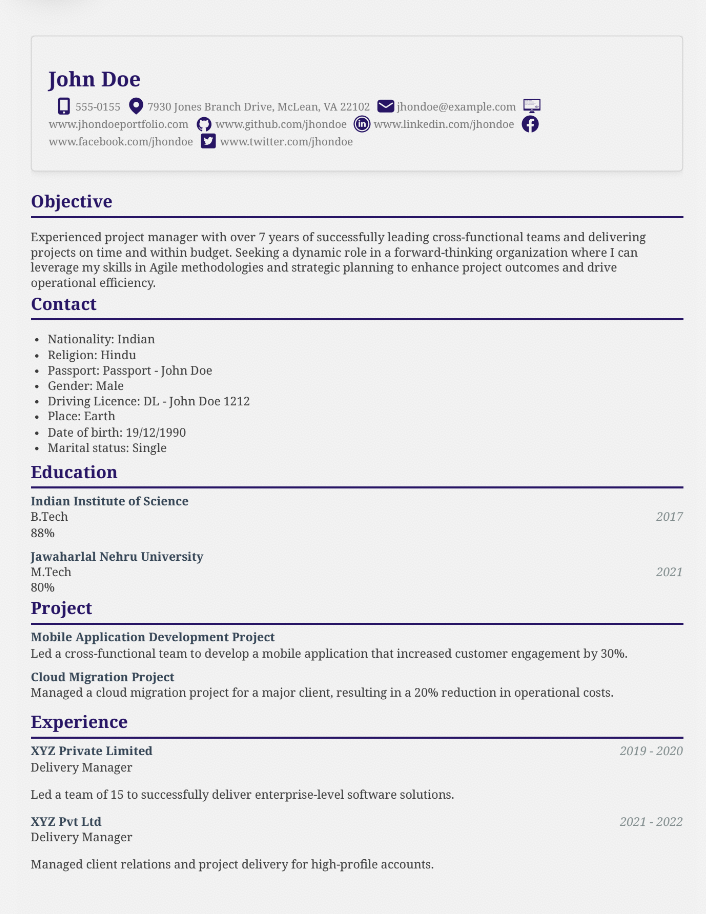 John Doe
555-0155 7930 Jones Branch Drive, McLean, VA 22102 jhondoe@example.com
www.jhondoeportfolio.com www.github.com/jhondoe www.linkedin.com/jhondoe
www.facebook.com/jhondoe www.twitter.com/jhondoe
Objective
Experienced project manager with over 7 years of successfully leading cross-functional teams and delivering
projects on time and within budget. Seeking a dynamic role in a forward-thinking organization where I can
leverage my skills in Agile methodologies and strategic planning to enhance project outcomes and drive
operational efficiency.
Contact
• Nationality: Indian
• Religion: Hindu
• Passport: Passport - John Doe
• Gender: Male
• Driving Licence: DL - John Doe 1212
• Place: Earth
• Date of birth: 19/12/1990
• Marital status: Single
Education
Indian Institute of Science
B.Tech 2017
88%
Jawaharlal Nehru University
M.Tech 2021
80%
Project
Mobile Application Development Project
Led a cross-functional team to develop a mobile application that increased customer engagement by 30%.
Cloud Migration Project
Managed a cloud migration project for a major client, resulting in a 20% reduction in operational costs.
Experience
XYZ Private Limited 2019 - 2020
Delivery Manager
Led a team of 15 to successfully deliver enterprise-level software solutions.
XYZ Pvt Ltd 2021 - 2022
Delivery Manager
Managed client relations and project delivery for high-profile accounts.